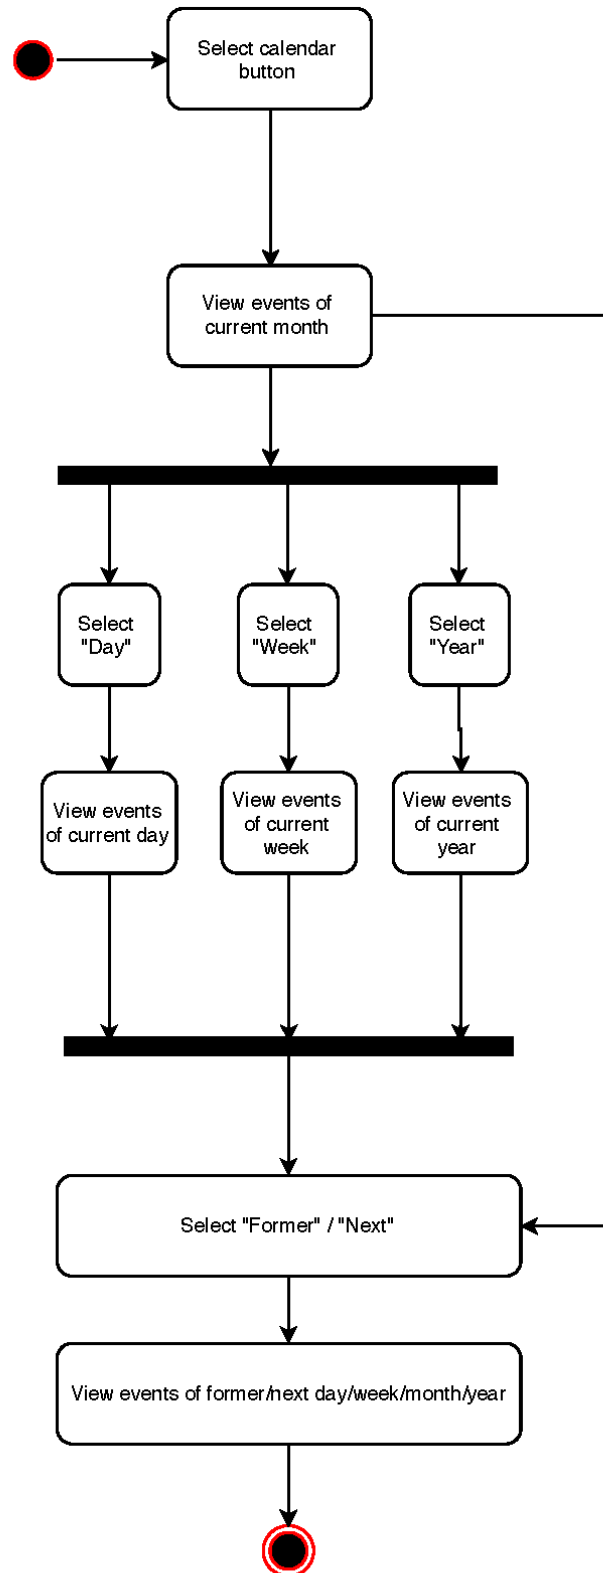 Select calendar
button
View events of
current month
Select
"Day"
Select
"Week"
Select
"Year"
View events
of current day
View events
of current
week
View events
of current
year
Select "Former" / "Next"
View events of former/next day/week/month/year